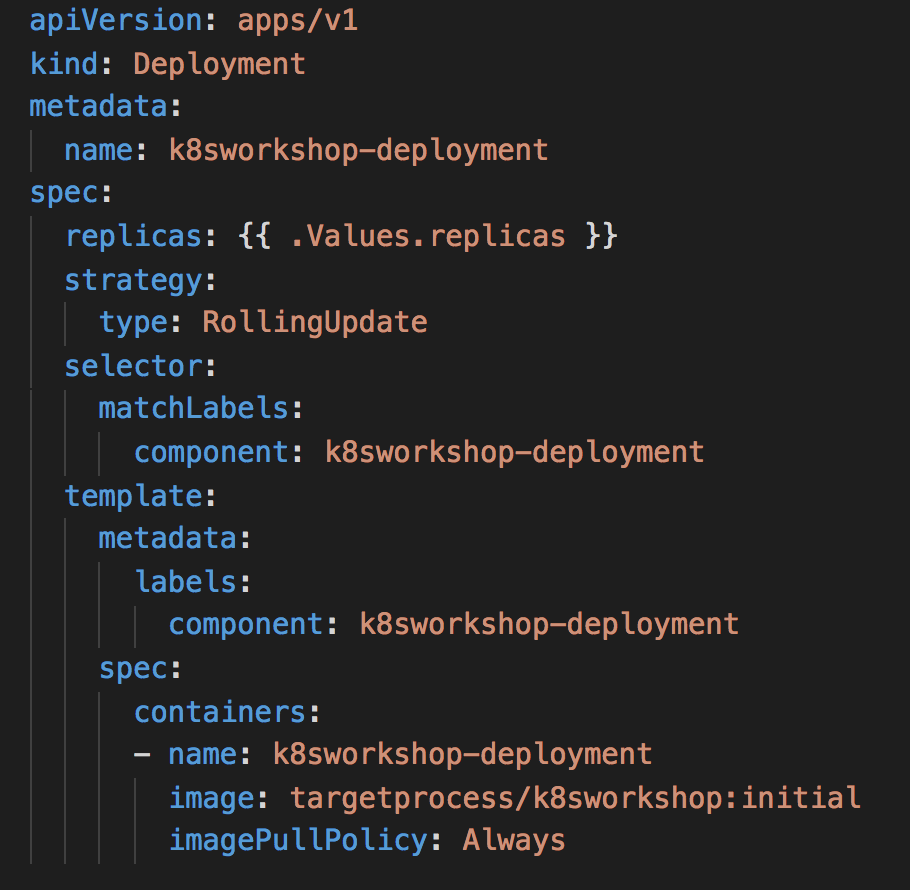 apiVersion: apps/v1
kind: Deployment
metadata:
  name: k8sworkshop-deployment
spec:
  replicas: {{ .Values.replicas }}
  strategy:
    type: RollingUpdate
  selector:
    matchLabels:
      component: k8sworkshop-deployment
  template:
    metadata:
      labels:
        component: k8sworkshop-deployment
    spec:
      containers:
      - name: k8sworkshop-deployment
        image: targetprocess/k8sworkshop:initial
        imagePullPolicy: Always